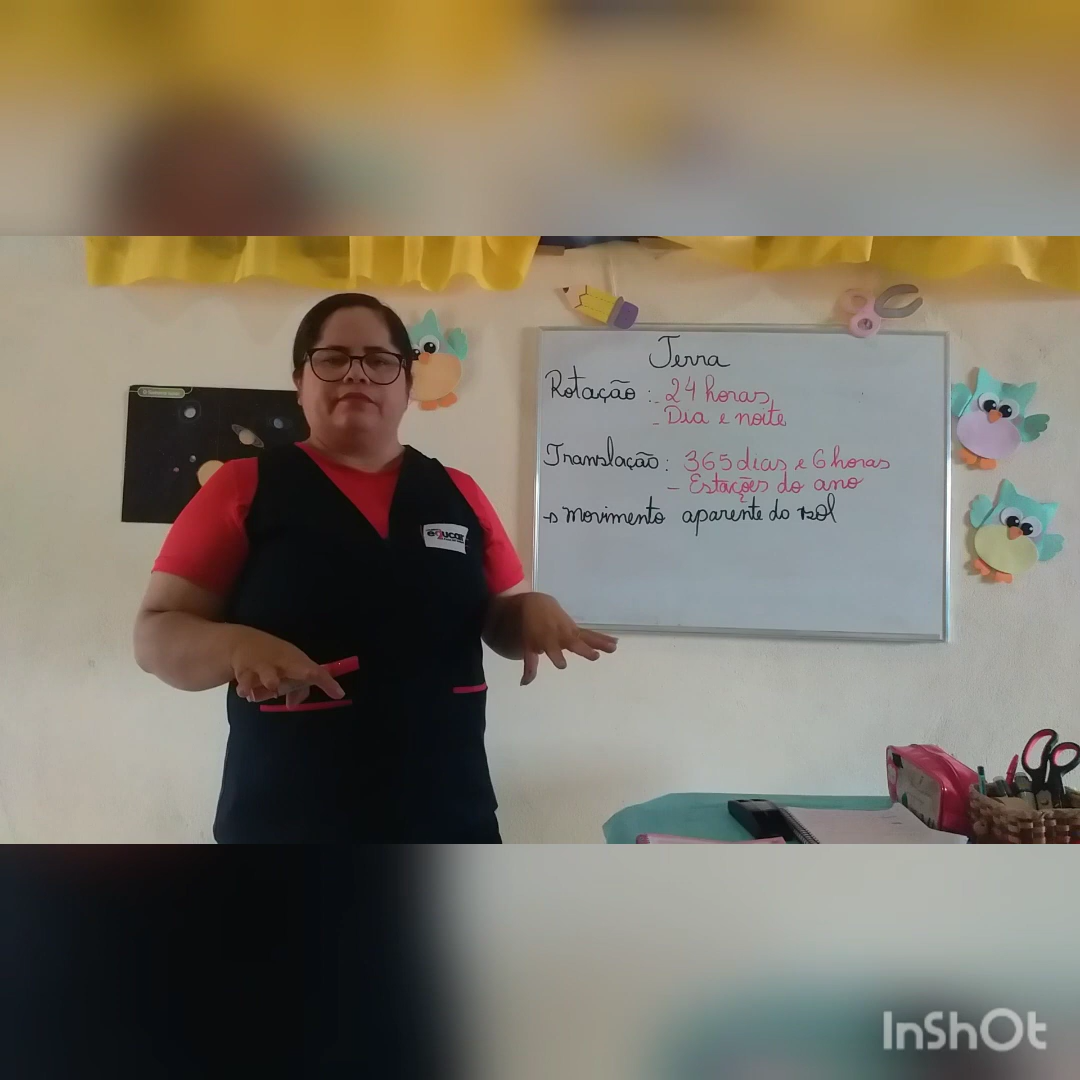 Terra
Rotação: - 24 horas
- Dia e noite
Translação: 365 dias e 6 horas
- Estações do ano
→ movimento aparente do sol
educar
InShOt